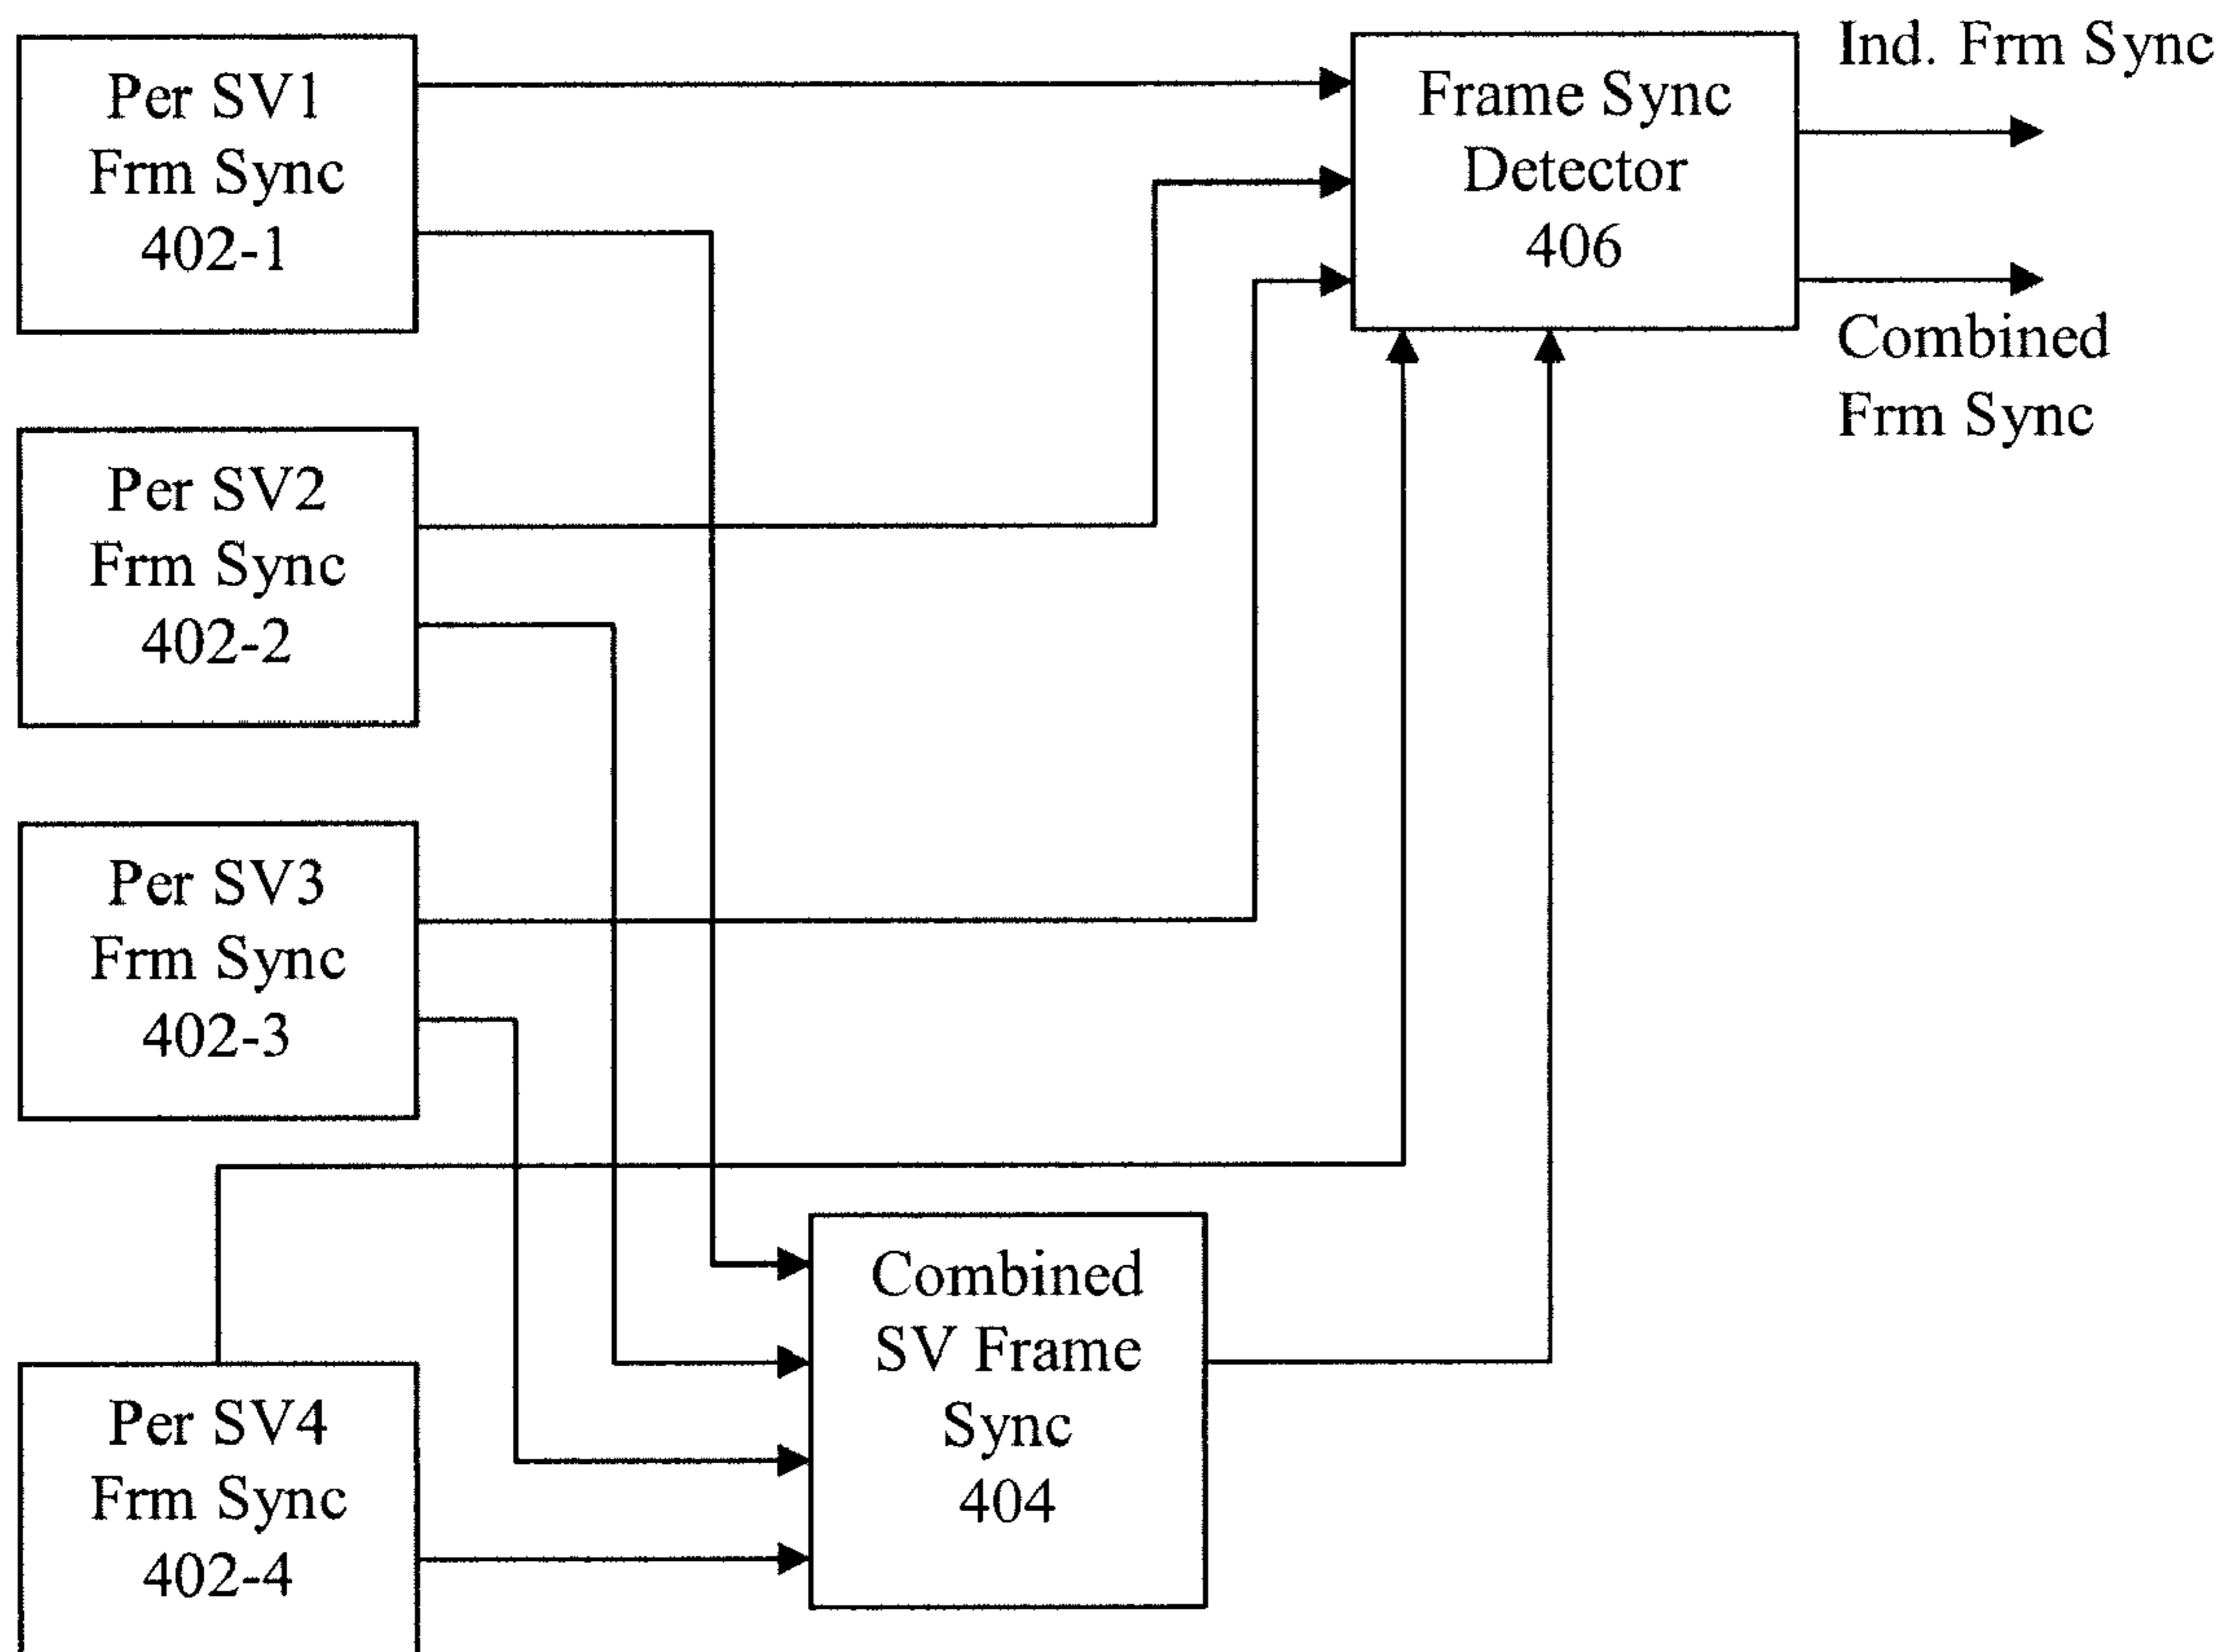 Per SV1
Frm Sync
402-1
Frame Sync
Detector
406
Ind. Frm Sync
Combined
Frm Sync
Per SV2
Frm Sync
402-2
Per SV3
Frm Sync
402-3
Per SV4
Frm Sync
402-4
Combined
SV Frame
Sync
404